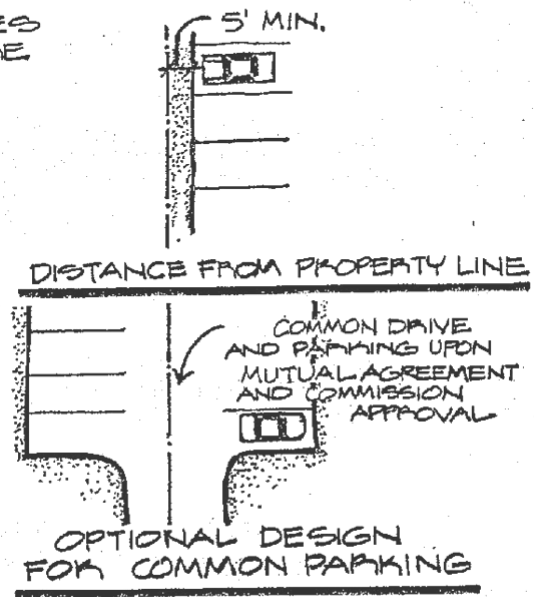 5' MIN.
DISTANCE FROM PROPERTY LINE
COMMON DRIVE
AND PARKING UPON
MUTUAL AGREEMENT
AND COMMISSION
APPROVAL
OPTIONAL DESIGN
FOR COMMON PARKING